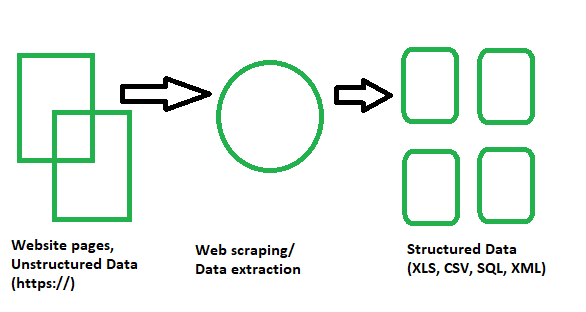 Website pages,
Unstructured Data
(https://)
Web scraping/
Data extraction
Structured Data
(XLS, CSV, SQL, XML)